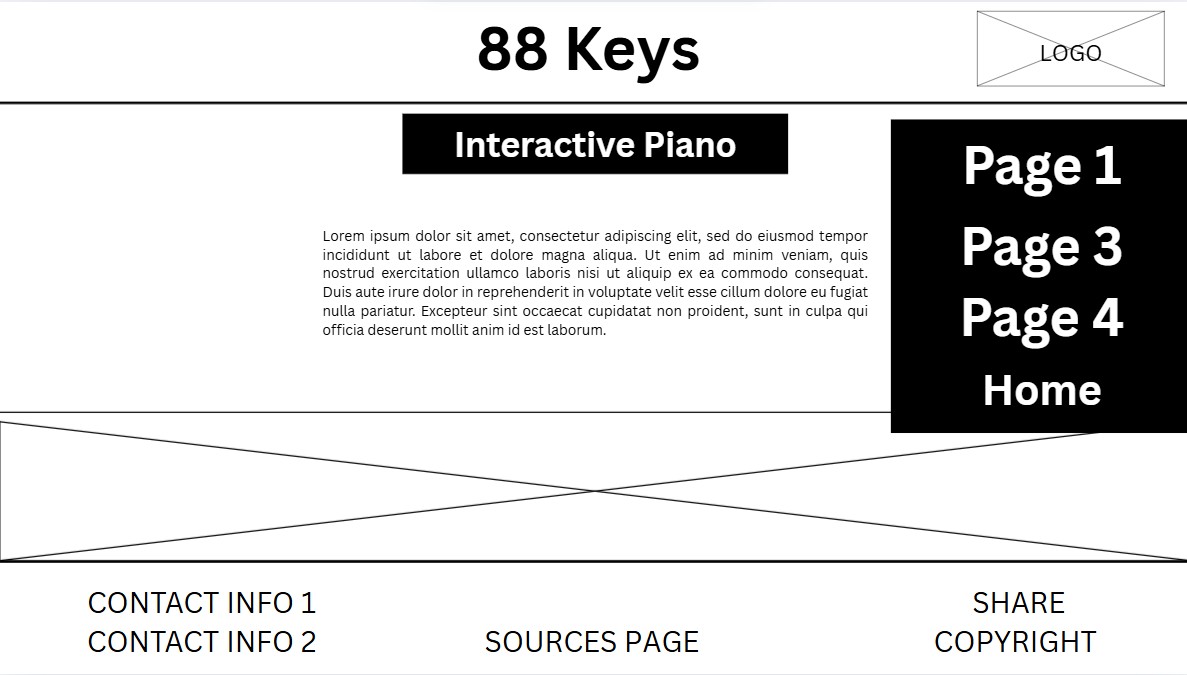 88 Keys
LOGO
Interactive Piano
Lorem ipsum dolor sit amet, consectetur adipiscing elit, sed do eiusmod tempor
incididunt ut labore et dolore magna aliqua. Ut enim ad minim veniam, quis
nostrud exercitation ullamco laboris nisi ut aliquip ex ea commodo consequat.
Duis aute irure dolor in reprehenderit in voluptate velit esse cillum dolore eu fugiat
nulla pariatur. Excepteur sint occaecat cupidatat non proident, sunt in culpa qui
officia deserunt mollit anim id est laborum.
Page 1
Page 3
Page 4
Home
CONTACT INFO 1
CONTACT INFO 2
SOURCES PAGE
SHARE
COPYRIGHT